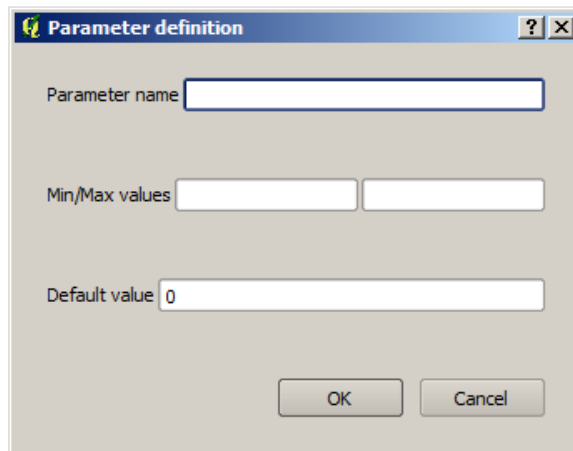 Parameter definition
Parameter name
Min/Max values
Default value 0
OK Cancel